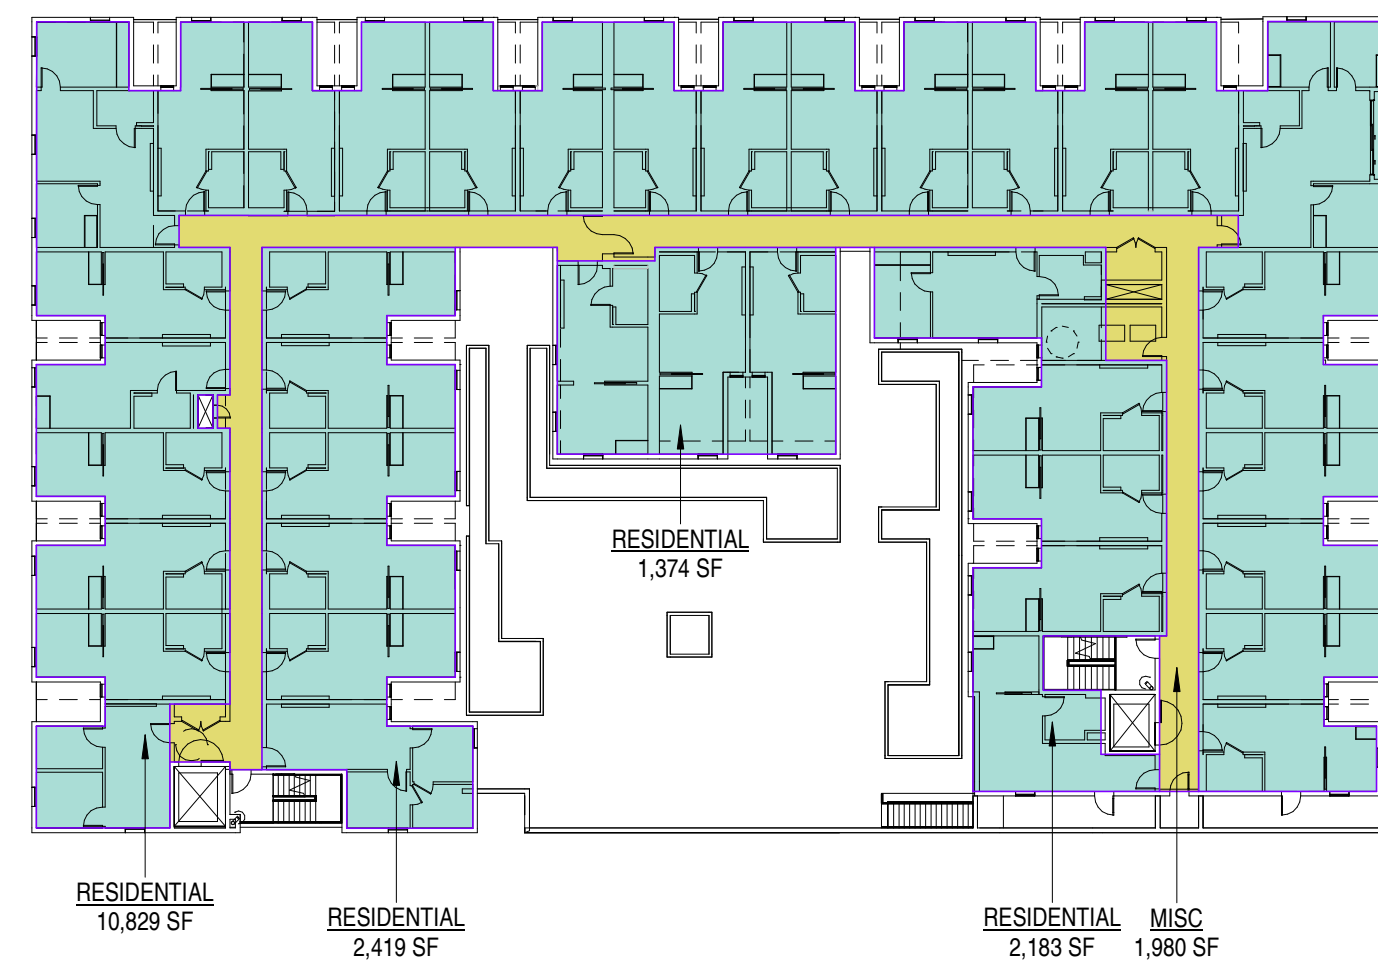 RESIDENTIAL
1,374 SF
RESIDENTIAL
10,829 SF
RESIDENTIAL
2,419 SF
RESIDENTIAL
2,183 SF
MISC
1,980 SF